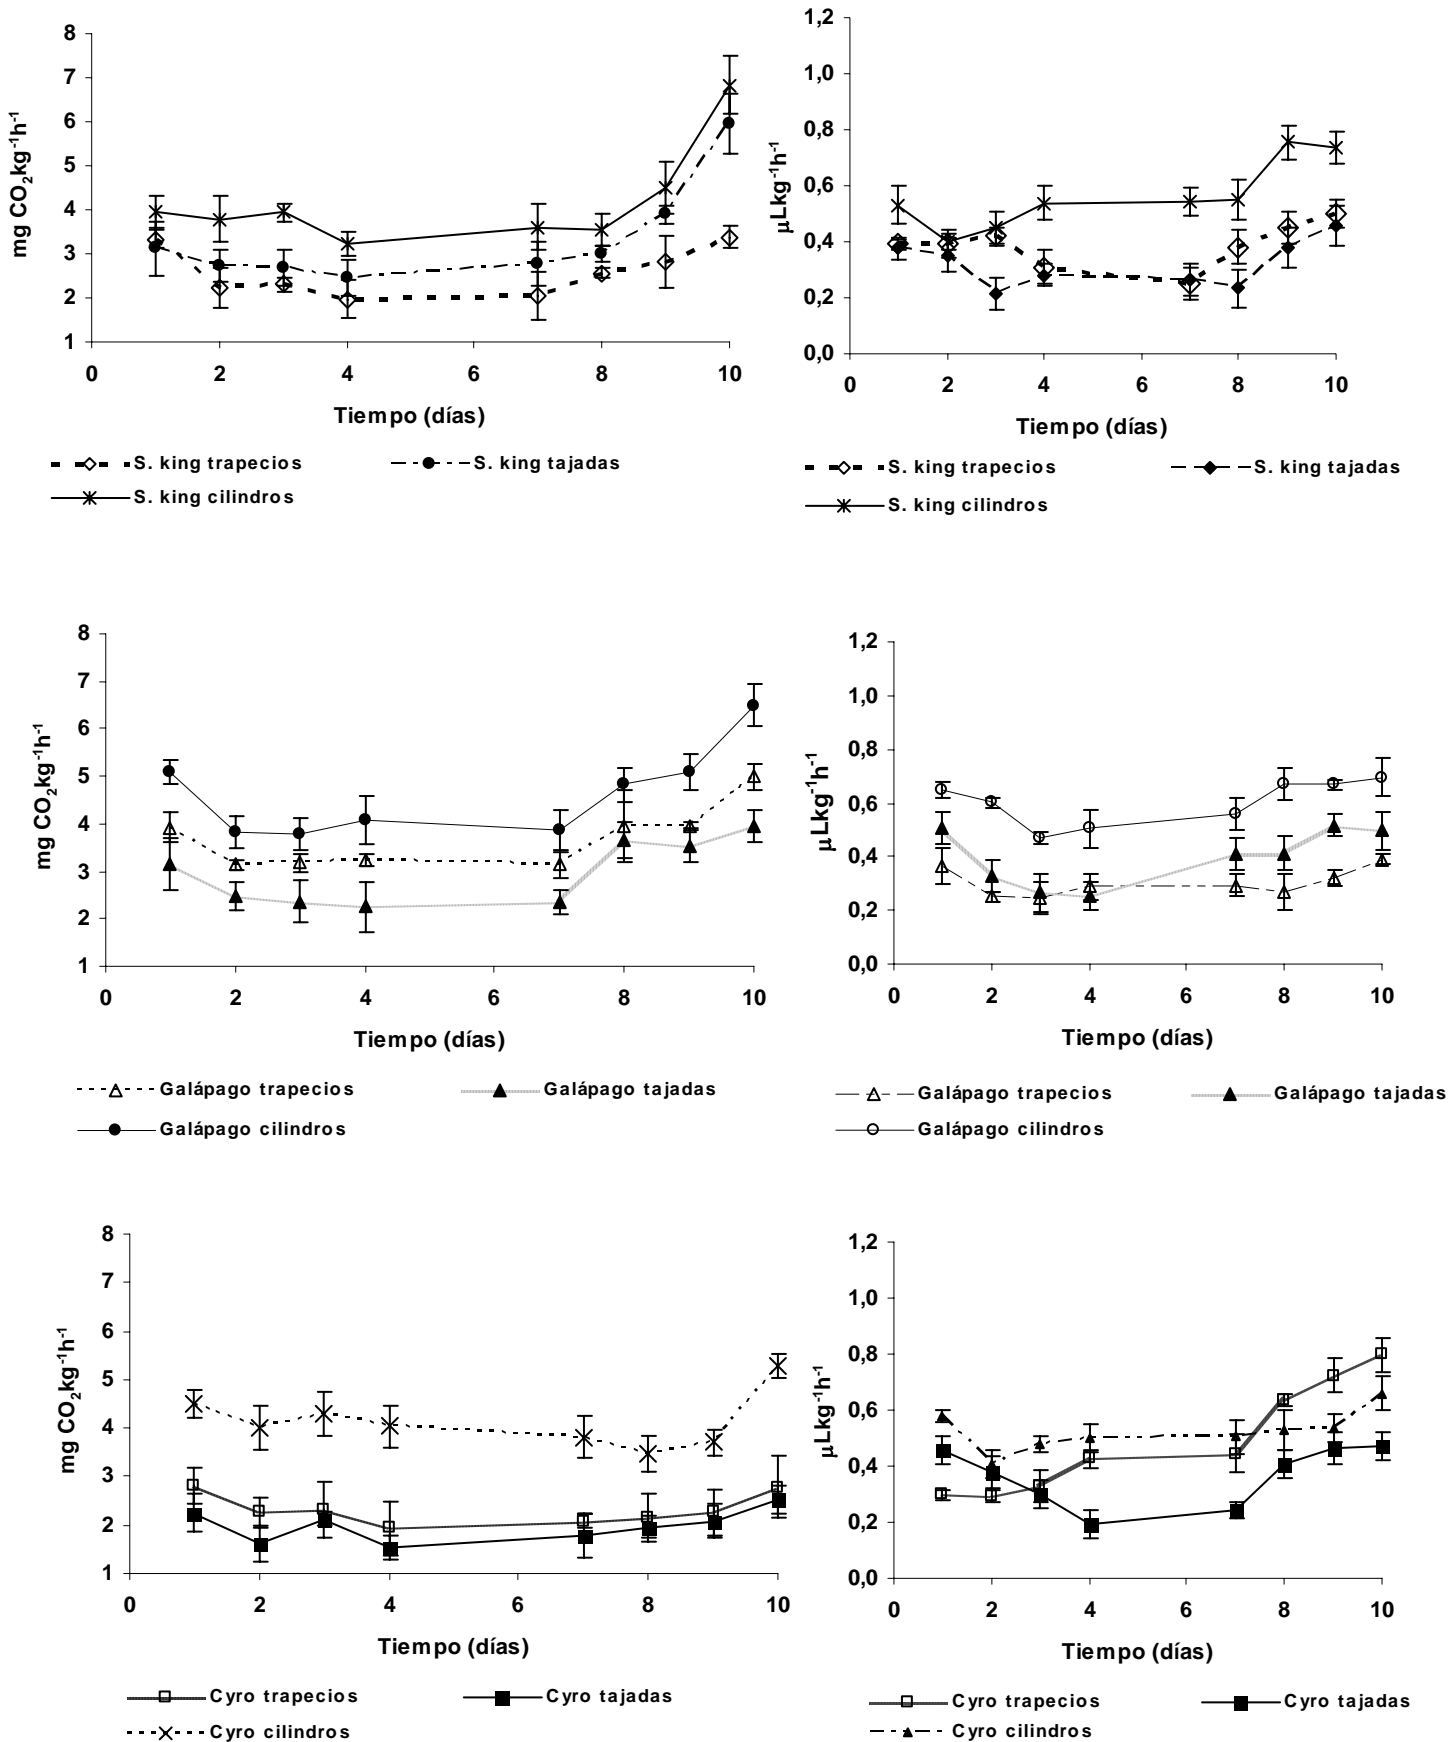 8
7
6
5
4
3
2
1
mg CO₂kg⁻¹h⁻¹
0 2 4 6 8 10
Tiempo (días)
S. king trapecios S. king tajadas
S. king cilindros
1,2
1,0
0,8
0,6
0,4
0,2
0,0
µLkg⁻¹h⁻¹
0 2 4 6 8 10
Tiempo (días)
S. king trapecios S. king tajadas
S. king cilindros
8
7
6
5
4
3
2
1
mg CO₂kg⁻¹h⁻¹
0 2 4 6 8 10
Tiempo (días)
Galápago trapecios Galápago tajadas
Galápago cilindros
1,2
1,0
0,8
0,6
0,4
0,2
0,0
µLkg⁻¹h⁻¹
0 2 4 6 8 10
Tiempo (días)
Galápago trapecios Galápago tajadas
Galápago cilindros
8
7
6
5
4
3
2
1
mg CO₂kg⁻¹h⁻¹
0 2 4 6 8 10
Tiempo (días)
Cyro trapecios Cyro tajadas
Cyro cilindros
1,2
1,0
0,8
0,6
0,4
0,2
0,0
µLkg⁻¹h⁻¹
0 2 4 6 8 10
Tiempo (días)
Cyro trapecios Cyro tajadas
Cyro cilindros